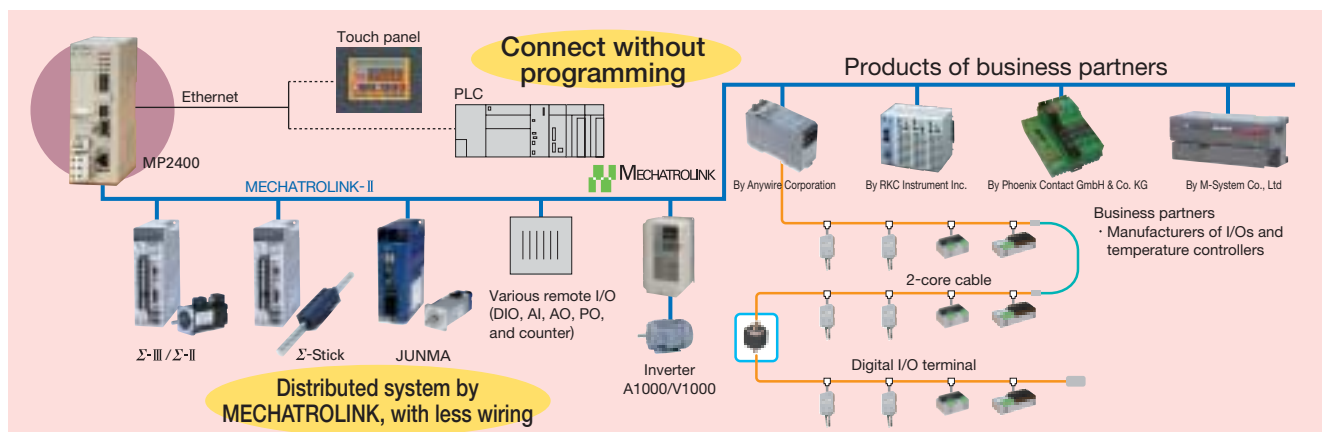 Touch panel
Connect without
programming
Products of business partners
Ethernet
PLC
MP2400
MECHATROLINK-II
MECHATROLINK
By Anywire Corporation
By RKC Instrument Inc.
By Phoenix Contact GmbH & Co. KG
By M-System Co., Ltd
Business partners
・Manufacturers of I/Os and
temperature controllers
2-core cable
Various remote I/O
(DIO, AI, AO, PO,
and counter)
Σ-III / Σ-II
Σ-Stick
JUNMA
Inverter
A1000/V1000
Digital I/O terminal
Distributed system by
MECHATROLINK, with less wiring